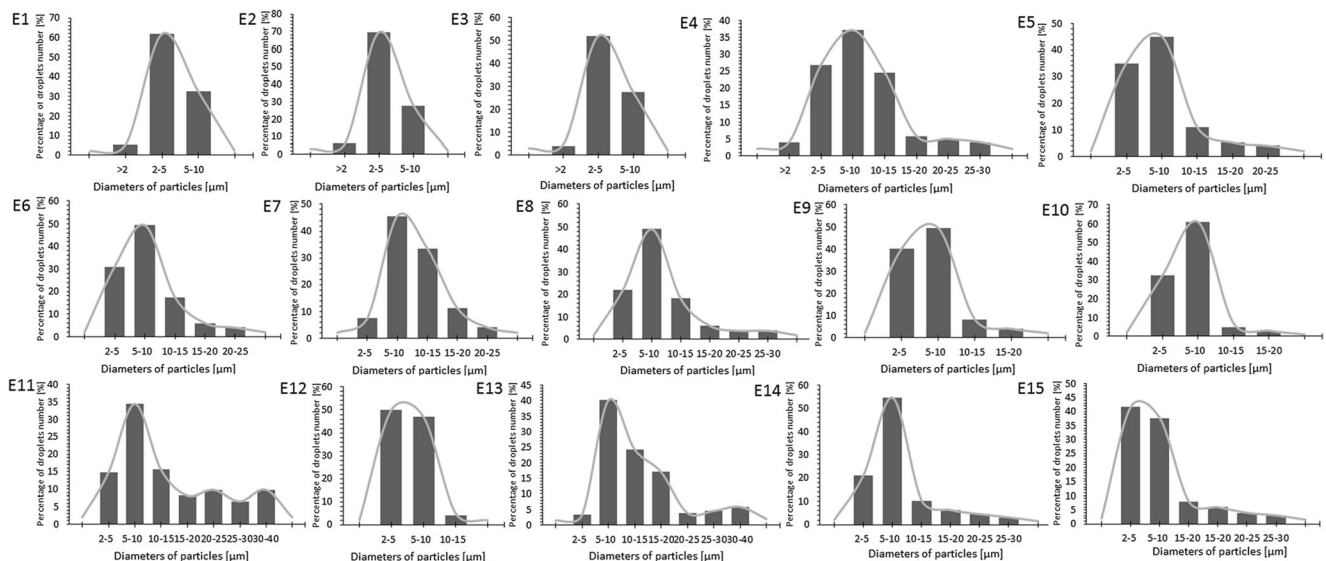 E1
Percentage ot droplets number [%]
70
60
50
40
30
20
10
0
>2 2-5 5-10
Diameters of particles [µm]
E2
Percentage of droplets number [%]
80
70
60
50
40
30
20
10
0
>2 2-5 5-10
Diameters of particles [µm]
E3
Percentage of droplets number [%]
60
50
40
30
20
10
0
>2 2-5 5-10
Diameters of particles [µm]
E4
Percentage of droplets number [%]
40
35
30
25
20
15
10
5
0
>2 2-5 5-10 10-15 15-20 20-25 25-30
Diameters of particles [µm]
E5
Percentage of droplets number [%]
50
40
30
20
10
0
2-5 5-10 10-15 15-20 20-25
Diameters of particles [µm]
E6
Percentage of droplets number [%]
60
50
40
30
20
10
0
2-5 5-10 10-15 15-20 20-25
Diameters of particles [µm]
E7
Percentage of droplets number [%]
50
40
30
20
10
0
2-5 5-10 10-15 15-20 20-25
Diameters of particles [µm]
E8
Percentage of droplets number [%]
60
50
40
30
20
10
0
2-5 5-10 10-15 15-20 20-25 25-30
Diameters of particles [µm]
E9
Percentage of droplets number [%]
60
50
40
30
20
10
0
2-5 5-10 10-15 15-20
Diameters of particles [µm]
E10
Percentage of droplets number [%]
70
60
50
40
30
20
10
0
2-5 5-10 10-15 15-20
Diameters of particles [µm]
E11
Percentage of droplets number [%]
40
35
30
25
20
15
10
5
0
2-5 5-10 10-15 15-20 20-25 25-30 30-40
Diameters of particles [µm]
E12
Percentage of droplets number [%]
60
50
40
30
20
10
0
2-5 5-10 10-15
Diameters of particles [µm]
E13
Percentage of droplets number [%]
45
40
35
30
25
20
15
10
5
0
2-5 5-10 10-15 15-20 20-25 25-30 30-40
Diameters of particles [µm]
E14
Percentage of droplets number [%]
60
50
40
30
20
10
0
2-5 5-10 10-15 15-20 20-25 25-30
Diameters of particles [µm]
E15
Percentage of droplets number [%]
50
45
40
35
30
25
20
15
10
5
0
2-5 5-10 15-20 15-20 20-25 25-30
Diameters of particles [µm]